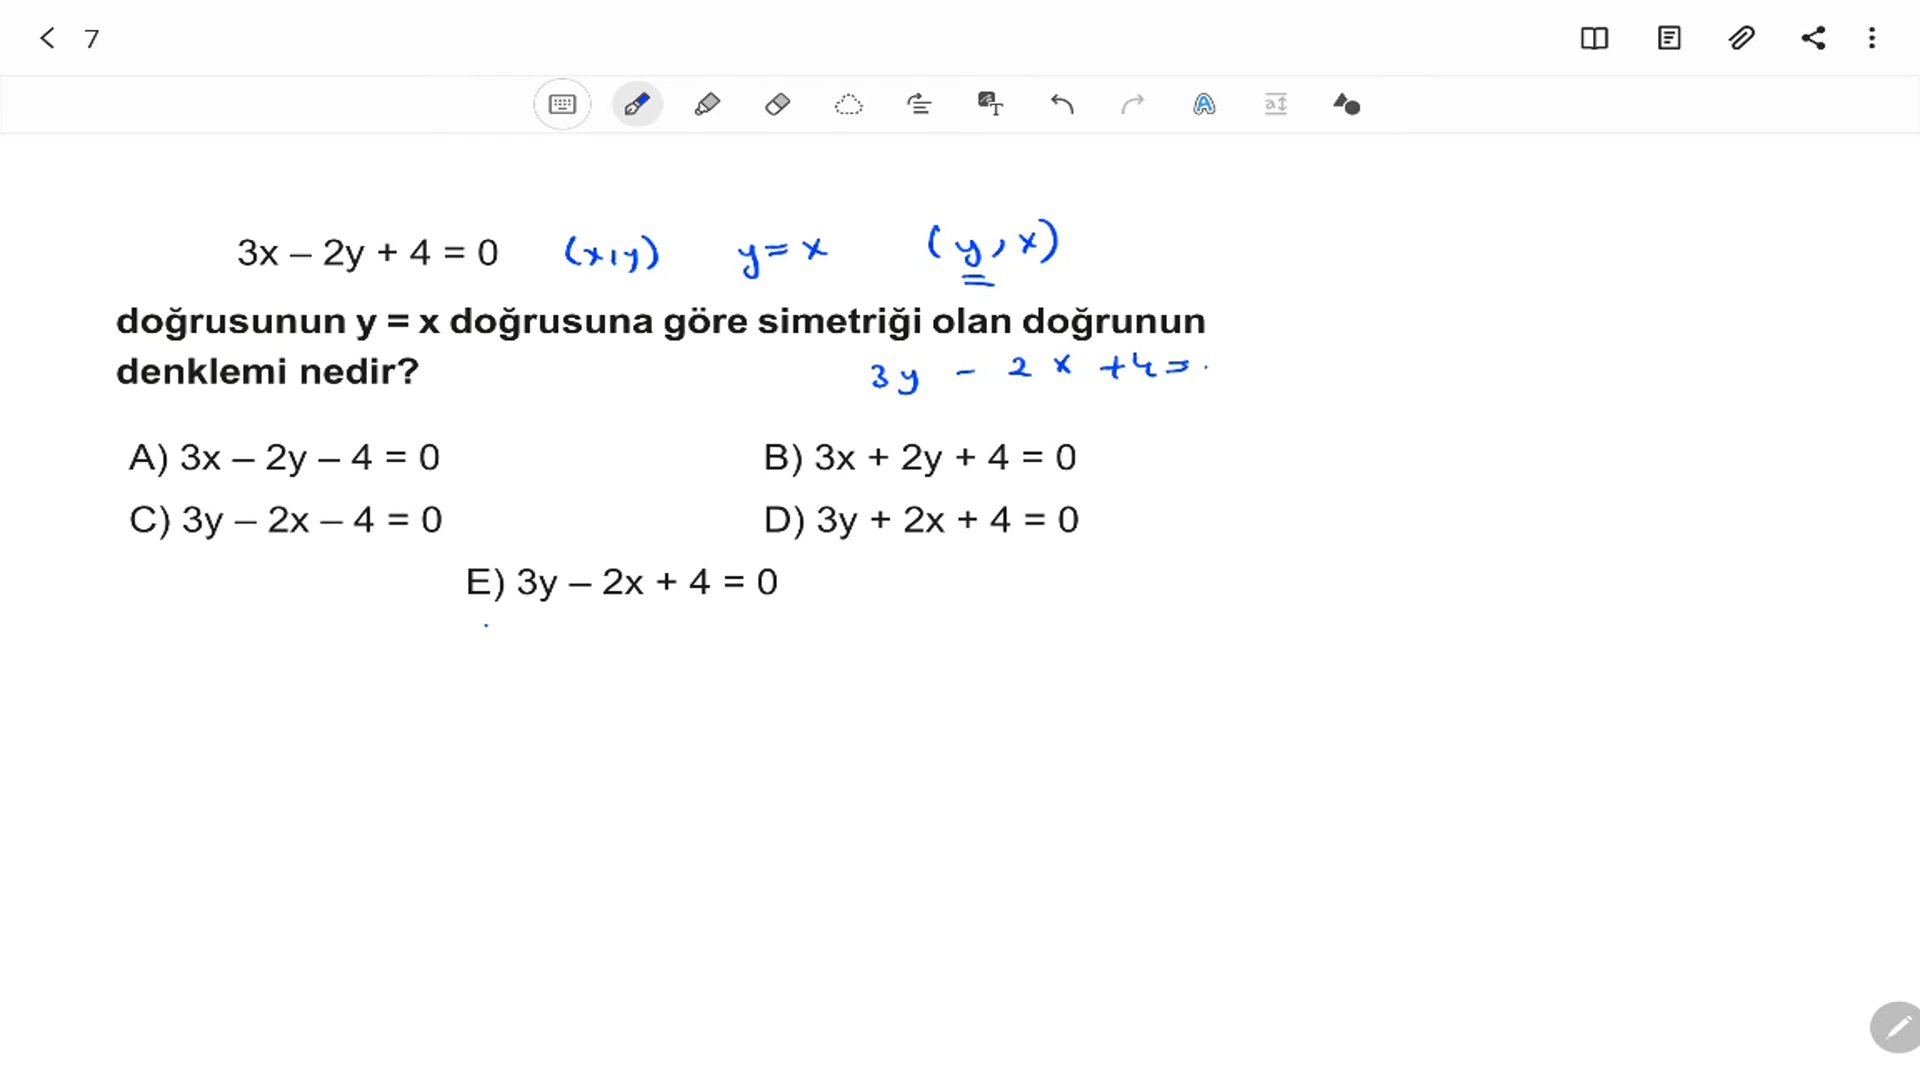 7
3x – 2y + 4 = 0 (x,y) y = x (y, x)
doğrusunun y = x doğrusuna göre simetriği olan doğrunun
denklemi nedir?
3y - 2x +4 =
A) 3x – 2y – 4 = 0 B) 3x + 2y + 4 = 0
C) 3y – 2x – 4 = 0 D) 3y + 2x + 4 = 0
E) 3y – 2x + 4 = 0